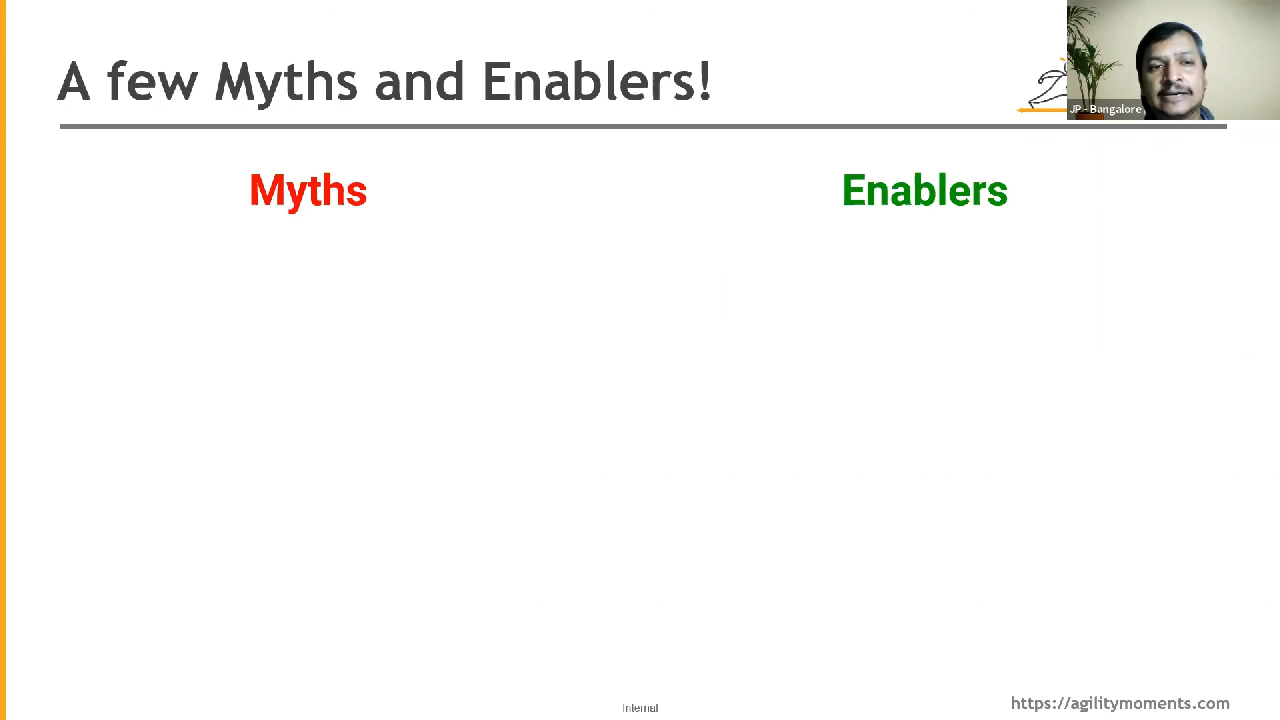 A few Myths and Enablers!
JP - Bangalore
Myths
Enablers
Internal
https://agilitymoments.com